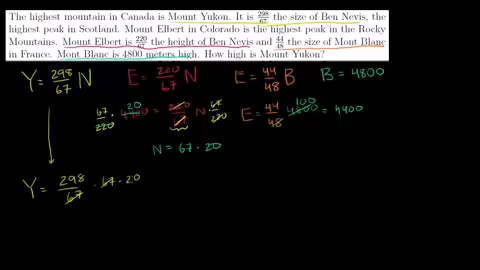 The highest mountain in Canada is Mount Yukon. It is 298/67 the size of Ben Nevis, the
highest peak in Scotland. Mount Elbert in Colorado is the highest peak in the Rocky
Mountains. Mount Elbert is 220/67 the height of Ben Nevis and 44/48 the size of Mont Blanc
in France. Mont Blanc is 4800 meters high. How high is Mount Yukon?
Y = 298/67 N E = 220/67 N E = 44/48 B B = 4800
67/220 · 4400 20 = 220/67 N · 67/220 E = 44/48 4800 100 = 4400
N = 67 · 20
Y = 298/67 · 67 · 20